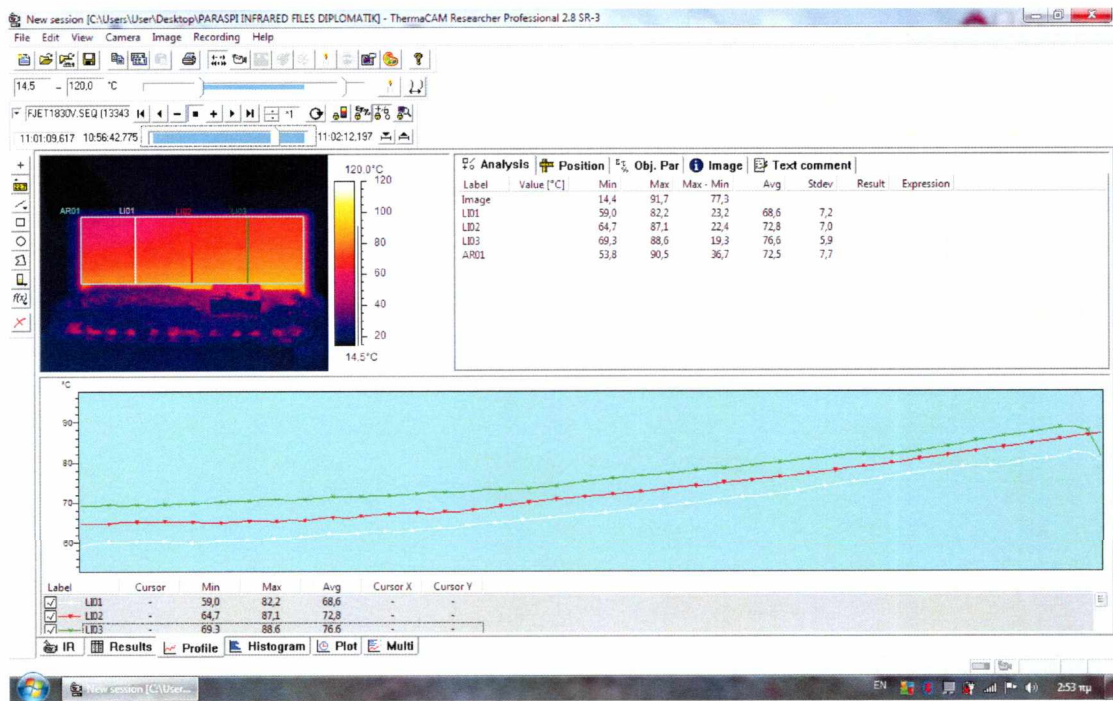 New session [C:\Users\User\Desktop\PARASPI INFRARED FILES DIPLOMATIK] - ThermaCAM Researcher Professional 2.8 SR-3
File Edit View Camera Image Recording Help
14,5 - 120,0 °C
FJET1830V.SEQ [13343
11:01:09,617 10:56:42,775 11:02:12,197
AR01 LI01 LI02 LI03
120,0°C
120
100
80
60
40
20
14,5°C
Analysis Position Obj. Par Image Text comment
Label Value [°C] Min Max Max - Min Avg Stdev Result Expression
Image 14,4 91,7 77,3
LI01 59,0 82,2 23,2 68,6 7,2
LI02 64,7 87,1 22,4 72,8 7,0
LI03 69,3 88,6 19,3 76,6 5,9
AR01 53,8 90,5 36,7 72,5 7,7
°C
90
80
70
60
Label Cursor Min Max Avg Cursor X Cursor Y
LI01 - 59,0 82,2 68,6 - -
LI02 - 64,7 87,1 72,8 - -
LI03 - 69,3 88,6 76,6 - -
IR Results Profile Histogram Plot Multi
New session [C:\User...
EN 2:53 πμ